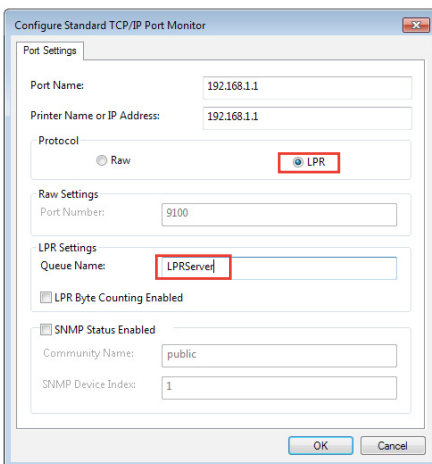 Configure Standard TCP/IP Port Monitor
Port Settings
Port Name: 192.168.1.1
Printer Name or IP Address: 192.168.1.1
Protocol
Raw LPR
Raw Settings
Port Number: 9100
LPR Settings
Queue Name: LPRServer
LPR Byte Counting Enabled
SNMP Status Enabled
Community Name: public
SNMP Device Index: 1
OK Cancel